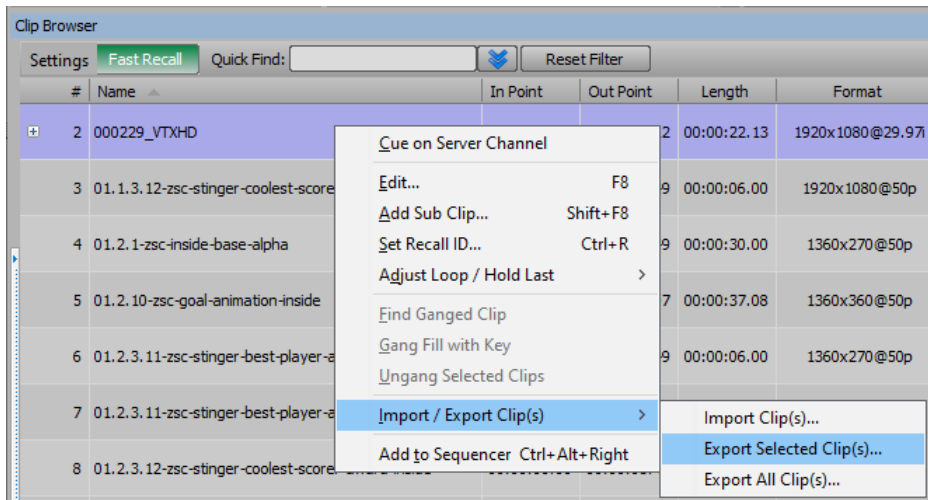 Clip Browser
Settings Fast Recall Quick Find: Reset Filter
# Name In Point Out Point Length Format
2 000229_VTXHD 2 00:00:22.13 1920x1080@29.97i
Cue on Server Channel
3 01.1.3.12-zsc-stinger-coolest-score 9 00:00:06.00 1920x1080@50p
Edit... F8
Add Sub Clip... Shift+F8
4 01.2.1-zsc-inside-base-alpha 9 00:00:30.00 1360x270@50p
Set Recall ID... Ctrl+R
Adjust Loop / Hold Last
5 01.2.10-zsc-goal-animation-inside 7 00:00:37.08 1360x360@50p
Find Ganged Clip
Gang Fill with Key
6 01.2.3.11-zsc-stinger-best-player-a 9 00:00:06.00 1360x270@50p
Ungang Selected Clips
7 01.2.3.11-zsc-stinger-best-player-a
Import / Export Clip(s)
Import Clip(s)...
Add to Sequencer Ctrl+Alt+Right
Export Selected Clip(s)...
8 01.2.3.12-zsc-stinger-coolest-scorer
Export All Clip(s)...